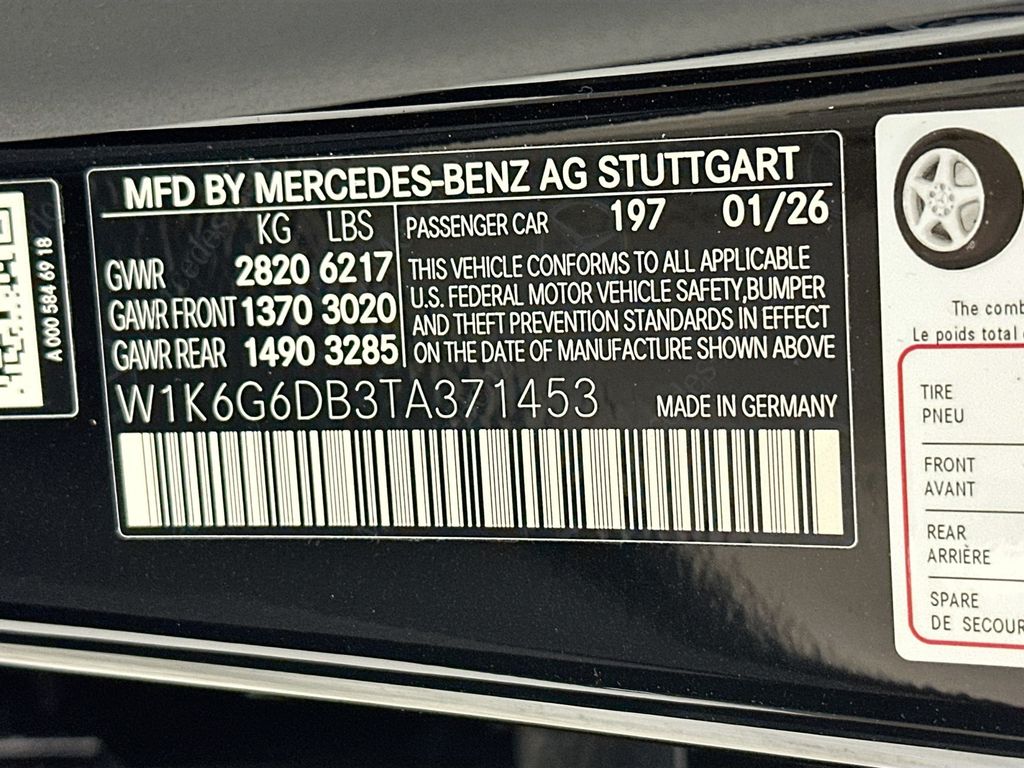 MFD BY MERCEDES-BENZ AG STUTTGART
KG LBS
GVWR 2820 6217
GAWR FRONT 1370 3020
GAWR REAR 1490 3285
PASSENGER CAR 197 01/26
THIS VEHICLE CONFORMS TO ALL APPLICABLE
U.S. FEDERAL MOTOR VEHICLE SAFETY,BUMPER
AND THEFT PREVENTION STANDARDS IN EFFECT
ON THE DATE OF MANUFACTURE SHOWN ABOVE
W1K6G6DB3TA371453 MADE IN GERMANY
A 000 584 69 18
The comb
Le poids total
TIRE
PNEU
FRONT
AVANT
REAR
ARRIÈRE
SPARE
DE SECOUR